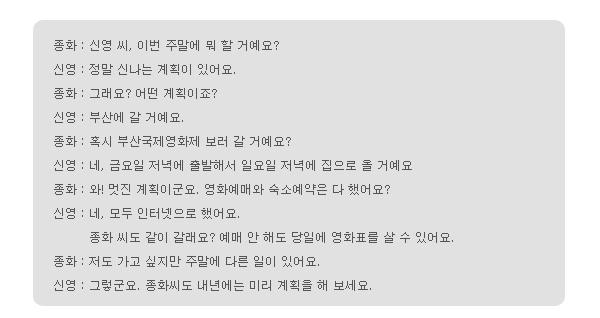 종화 : 신영 씨, 이번 주말에 뭐 할 거예요?
신영 : 정말 신나는 계획이 있어요.
종화 : 그래요? 어떤 계획이죠?
신영 : 부산에 갈 거예요.
종화 : 혹시 부산국제영화제 보러 갈 거예요?
신영 : 네, 금요일 저녁에 출발해서 일요일 저녁에 집으로 올 거예요
종화 : 와! 멋진 계획이군요. 영화예매와 숙소예약은 다 했어요?
신영 : 네, 모두 인터넷으로 했어요.
종화 씨도 같이 갈래요? 예매 안 해도 당일에 영화표를 살 수 있어요.
종화 : 저도 가고 싶지만 주말에 다른 일이 있어요.
신영 : 그렇군요. 종화씨도 내년에는 미리 계획을 해 보세요.